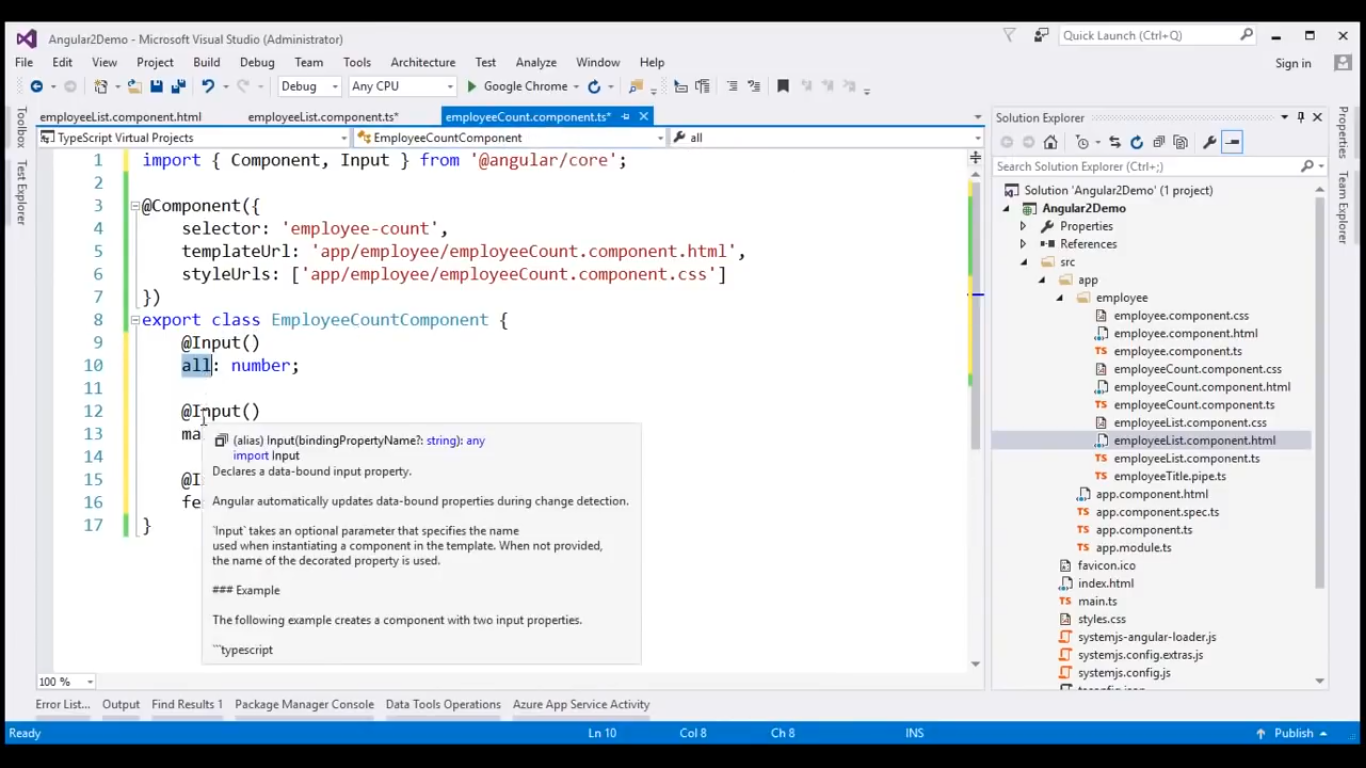 Angular2Demo - Microsoft Visual Studio (Administrator)
Quick Launch (Ctrl+Q)
File Edit View Project Build Debug Team Tools Architecture Test Analyze Window Help
Sign in
Debug Any CPU Google Chrome
Toolbox
Test Explorer
employeeList.component.html employeeList.component.ts* employeeCount.component.ts*
TypeScript Virtual Projects EmployeeCountComponent all
1 import { Component, Input } from '@angular/core';
2
3 @Component({
4 selector: 'employee-count',
5 templateUrl: 'app/employee/employeeCount.component.html',
6 styleUrls: ['app/employee/employeeCount.component.css']
7 })
8 export class EmployeeCountComponent {
9 @Input()
10 all: number;
11
12 @Input()
13 ma
14
15 @I
16 fe
17 }
(alias) Input(bindingPropertyName?: string): any
import Input
Declares a data-bound input property.
Angular automatically updates data-bound properties during change detection.
`Input` takes an optional parameter that specifies the name
used when instantiating a component in the template. When not provided,
the name of the decorated property is used.
### Example
The following example creates a component with two input properties.
```typescript
100 %
Solution Explorer
Search Solution Explorer (Ctrl+;)
Solution 'Angular2Demo' (1 project)
Angular2Demo
Properties
References
src
app
employee
employee.component.css
employee.component.html
TS employee.component.ts
employeeCount.component.css
employeeCount.component.html
TS employeeCount.component.ts
employeeList.component.css
employeeList.component.html
TS employeeList.component.ts
TS employeeTitle.pipe.ts
app.component.html
TS app.component.spec.ts
TS app.component.ts
TS app.module.ts
favicon.ico
index.html
TS main.ts
styles.css
systemjs-angular-loader.js
systemjs.config.extras.js
systemjs.config.js
Properties
Team Explorer
Error List... Output Find Results 1 Package Manager Console Data Tools Operations Azure App Service Activity
Ready Ln 10 Col 8 Ch 8 INS Publish